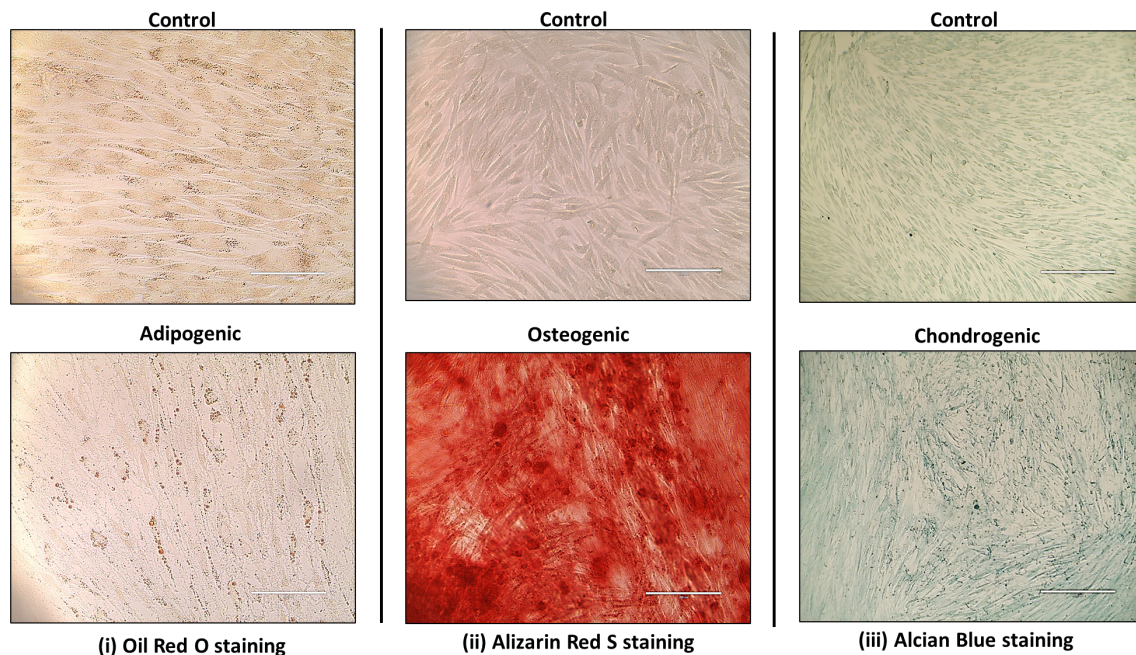 Control
Control
Control
Adipogenic
Osteogenic
Chondrogenic
(i) Oil Red O staining
(ii) Alizarin Red S staining
(iii) Alcian Blue staining